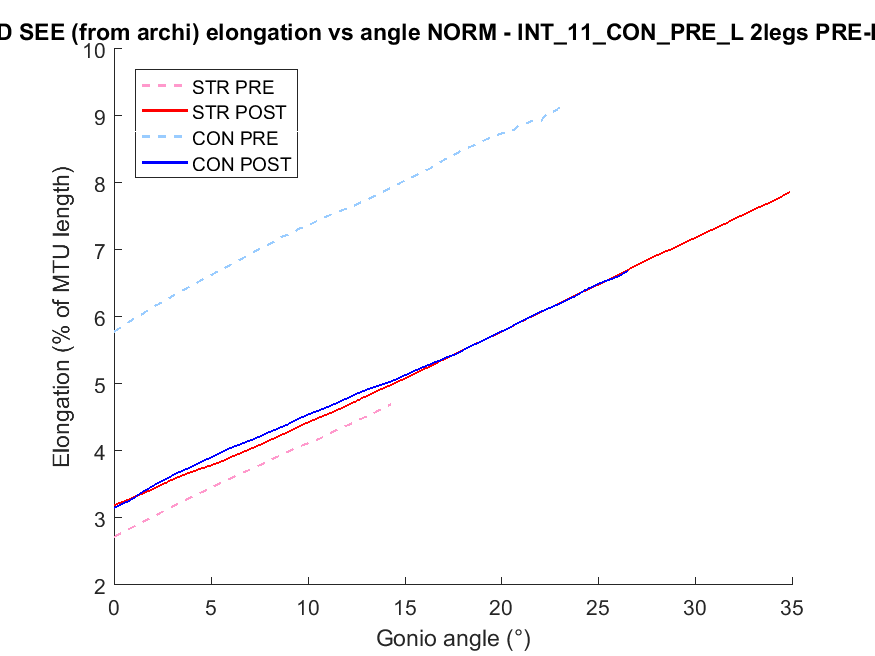 D SEE (from archi) elongation vs angle NORM - INT_11_CON_PRE_L 2legs PRE-
10
9
8
7
6
5
4
3
2
STR PRE
STR POST
CON PRE
CON POST
Elongation (% of MTU length)
0 5 10 15 20 25 30 35
Gonio angle (°)